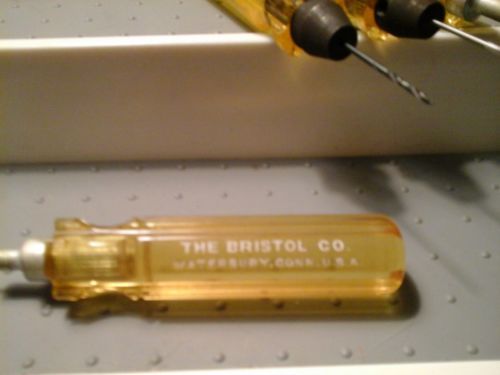 THE BRISTOL CO.
WATERBURY, CONN. U.S.A